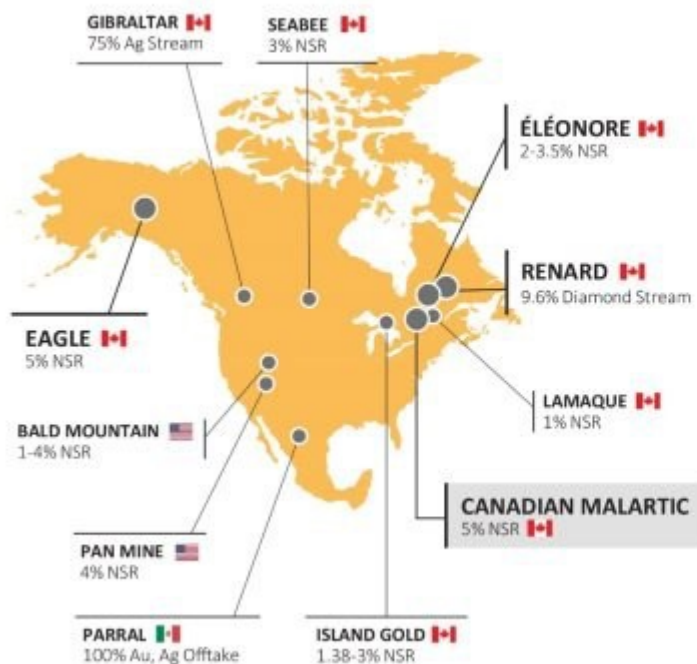 GIBRALTAR
75% Ag Stream
SEABEE
3% NSR
ÉLÉONORE
2-3.5% NSR
RENARD
9.6% Diamond Stream
EAGLE
5% NSR
LAMAQUE
1% NSR
BALD MOUNTAIN
1-4% NSR
CANADIAN MALARTIC
5% NSR
PAN MINE
4% NSR
PARRAL
100% Au, Ag Offtake
ISLAND GOLD
1.38-3% NSR